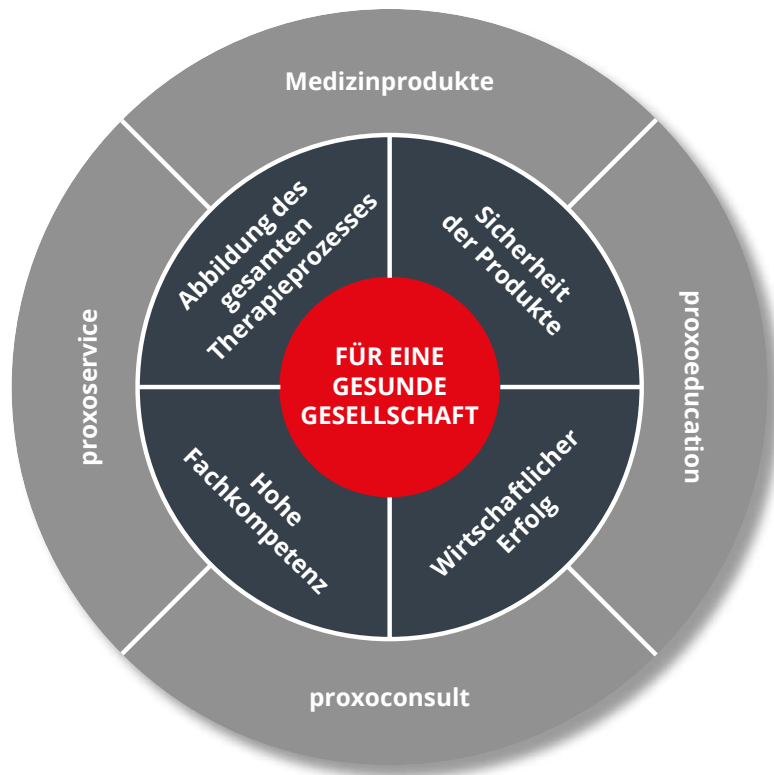 Medizinprodukte
Abbildung des
gesamten
Therapieprozesses
Sicherheit
der Produkte
proxoservice
FÜR EINE
GESUNDE
GESELLSCHAFT
proxoeducation
Hohe
Fachkompetenz
Wirtschaftlicher
Erfolg
proxoconsult